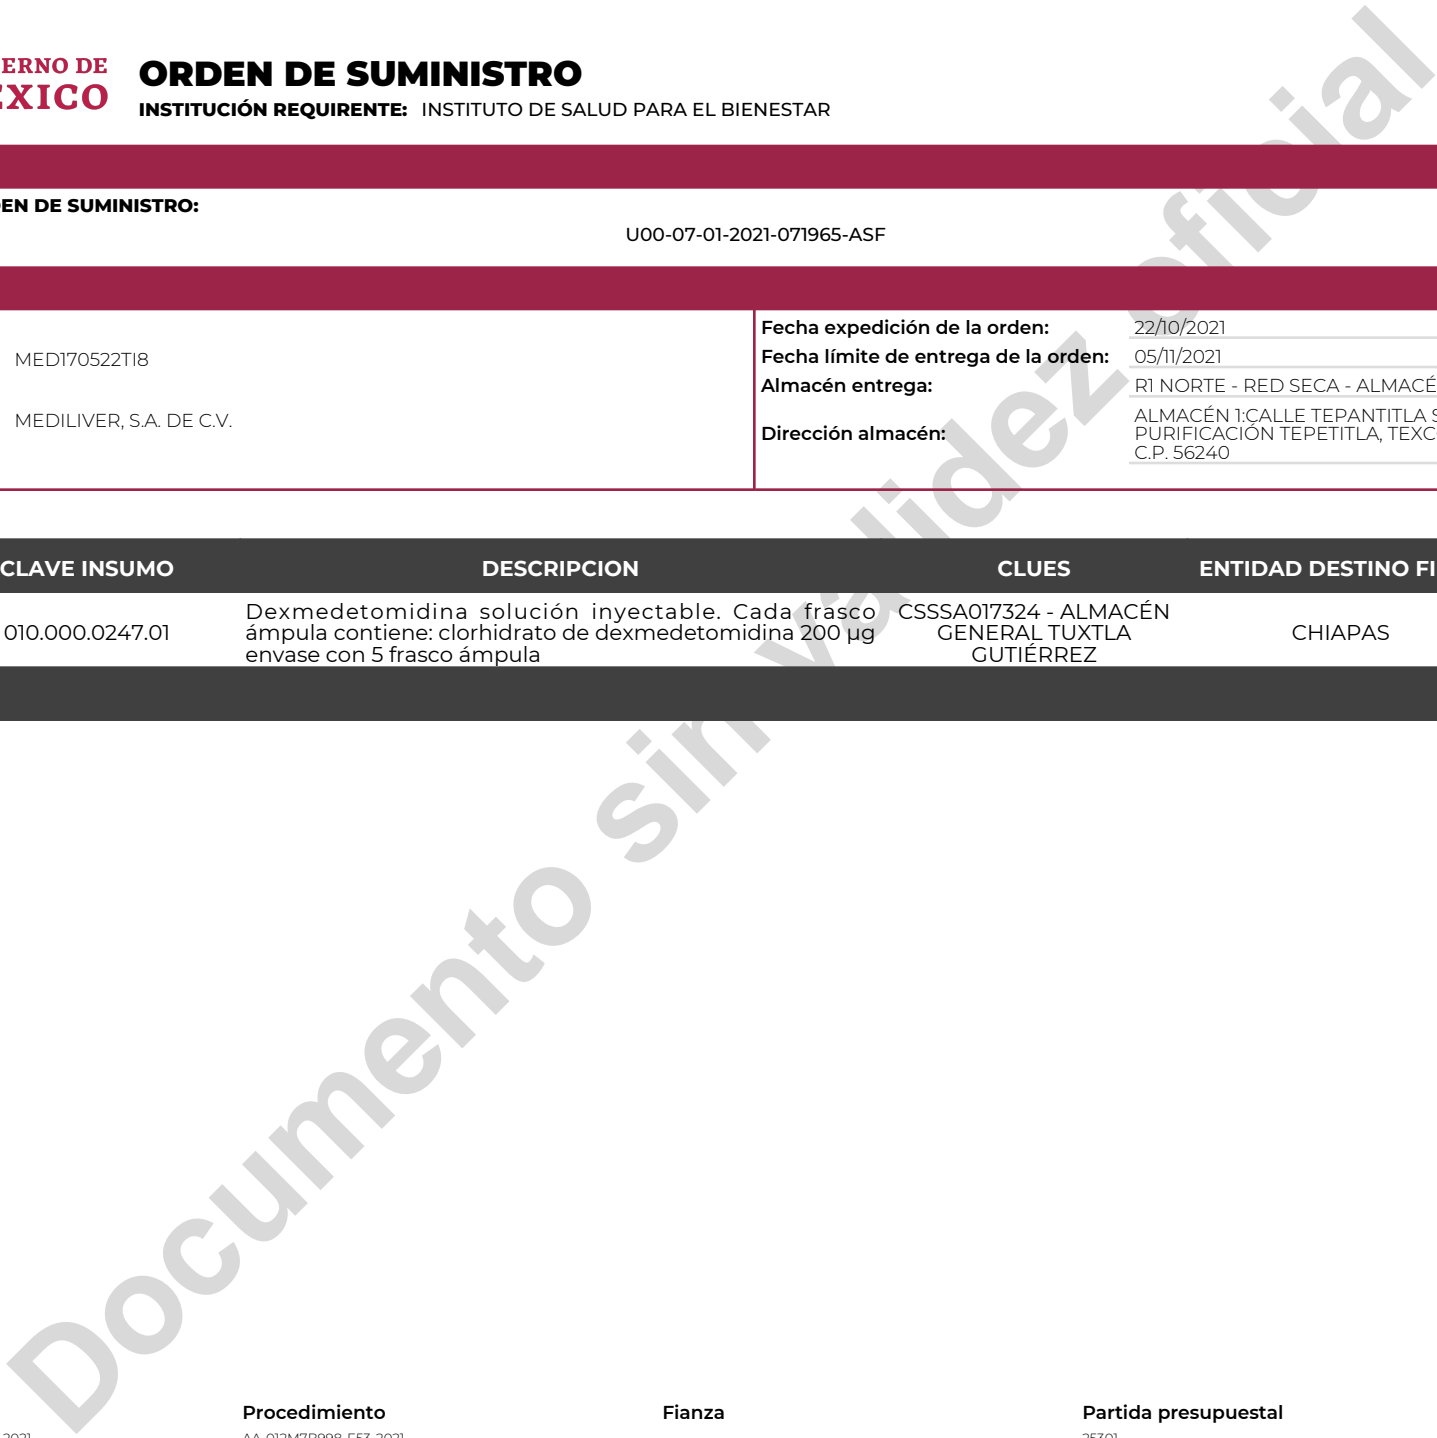 ERNO DE
EXICO
ORDEN DE SUMINISTRO
INSTITUCIÓN REQUIRENTE: INSTITUTO DE SALUD PARA EL BIENESTAR
EN DE SUMINISTRO:
U00-07-01-2021-071965-ASF
MED170522TI8
MEDILIVER, S.A. DE C.V.
Fecha expedición de la orden: 22/10/2021
Fecha límite de entrega de la orden: 05/11/2021
Almacén entrega: R1 NORTE - RED SECA - ALMACÉ
Dirección almacén: ALMACÉN 1:CALLE TEPANTITLA S
PURIFICACIÓN TEPETITLA, TEXC
C.P. 56240
CLAVE INSUMO DESCRIPCION CLUES ENTIDAD DESTINO FI
010.000.0247.01
Dexmedetomidina solución inyectable. Cada frasco
ámpula contiene: clorhidrato de dexmedetomidina 200 µg
envase con 5 frasco ámpula
CSSSA017324 - ALMACÉN
GENERAL TUXTLA
GUTIÉRREZ
CHIAPAS
Documento sin validez oficial
Procedimiento Fianza Partida presupuestal